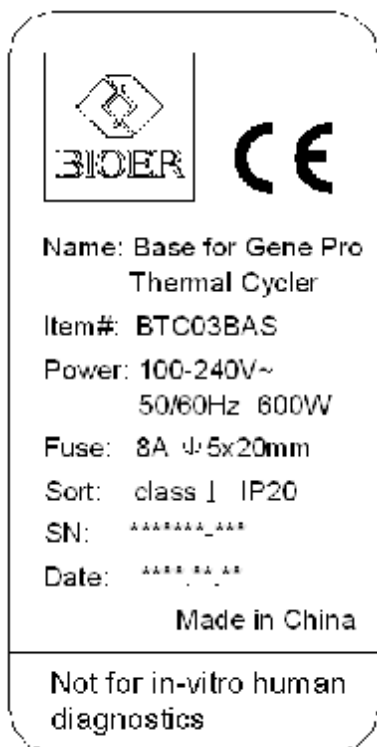 BIOER
CE
Name: Base for Gene Pro
Thermal Cycler
Item#: BTC03BAS
Power: 100-240V~
50/60Hz 600W
Fuse: 8A ψ5x20mm
Sort: class I IP20
SN: *******-***
Date: ****.**.**
Made in China
Not for in-vitro human
diagnostics